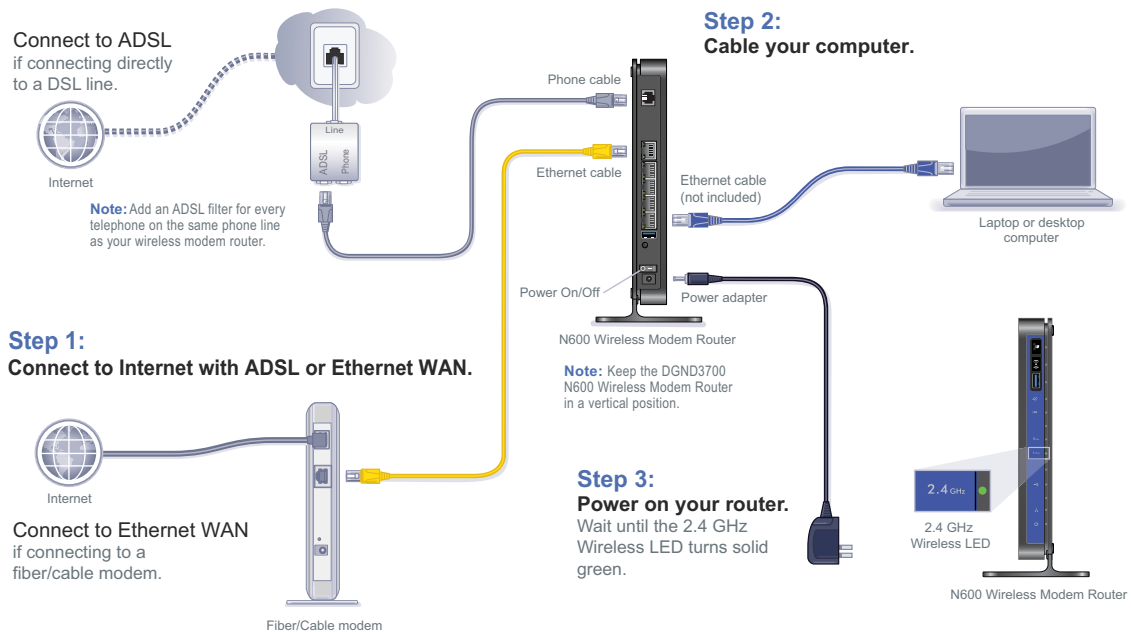 Connect to ADSL
if connecting directly
to a DSL line.
Internet
Line
ADSL
Phone
Note: Add an ADSL filter for every
telephone on the same phone line
as your wireless modem router.
Phone cable
Ethernet cable
Step 2:
Cable your computer.
Ethernet cable
(not included)
Laptop or desktop
computer
Power On/Off
Power adapter
N600 Wireless Modem Router
Note: Keep the DGND3700
N600 Wireless Modem Router
in a vertical position.
Step 1:
Connect to Internet with ADSL or Ethernet WAN.
Internet
Connect to Ethernet WAN
if connecting to a
fiber/cable modem.
Fiber/Cable modem
Step 3:
Power on your router.
Wait until the 2.4 GHz
Wireless LED turns solid
green.
2.4 GHz
2.4 GHz
Wireless LED
N600 Wireless Modem Router